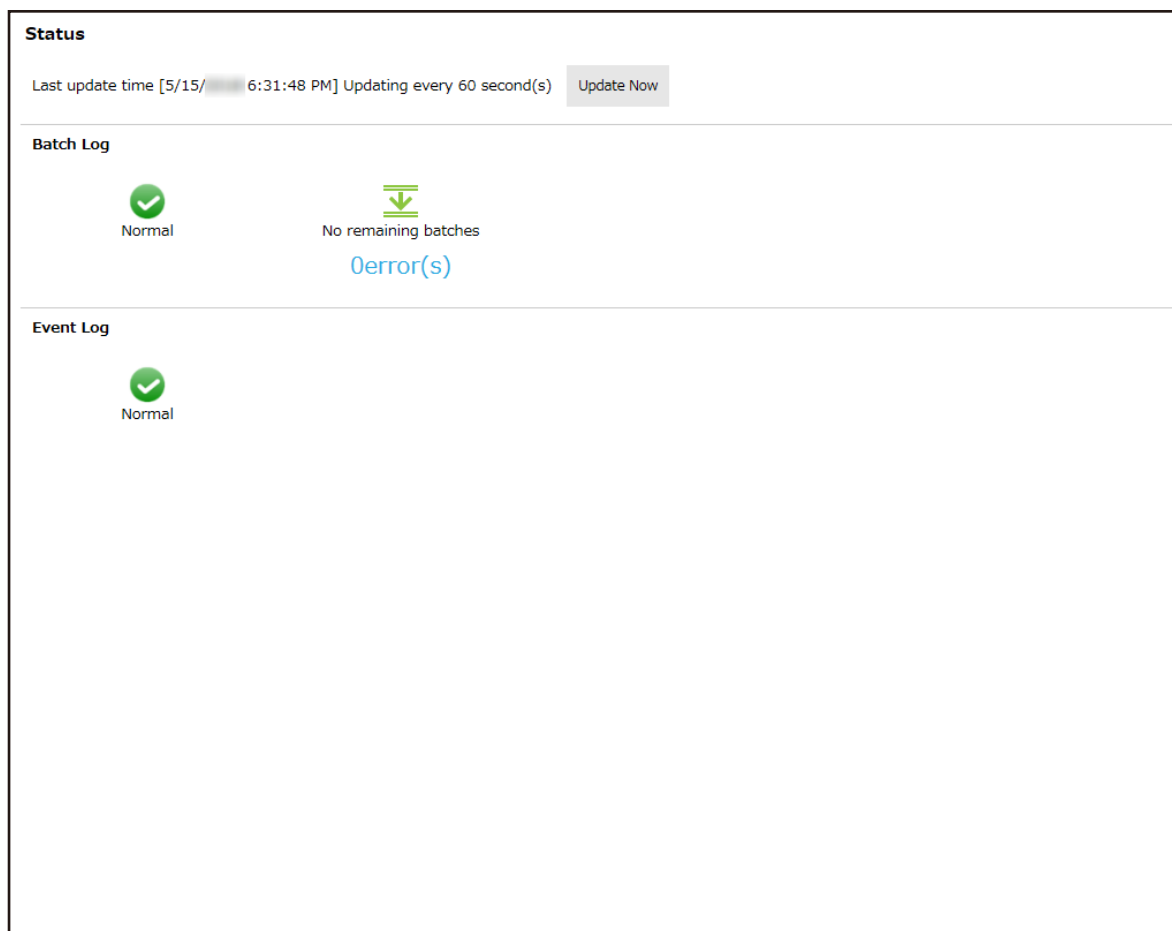 Status
Last update time [5/15/ 6:31:48 PM] Updating every 60 second(s) Update Now
Batch Log
Normal No remaining batches
0error(s)
Event Log
Normal